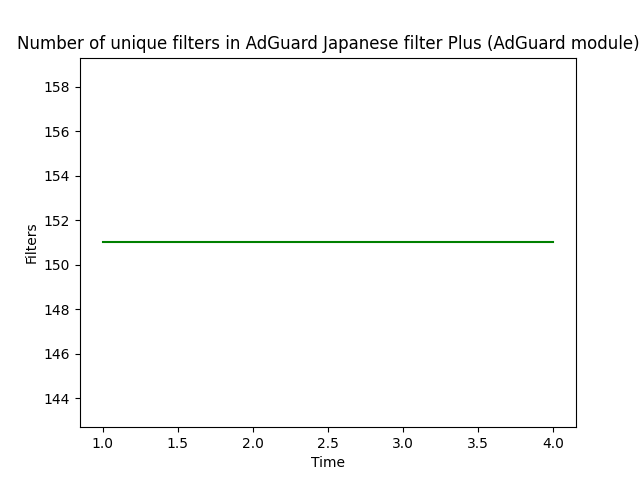 Number of unique filters in AdGuard Japanese filter Plus (AdGuard module)
158
156
154
152
150
148
146
144
Filters
1.0 1.5 2.0 2.5 3.0 3.5 4.0
Time